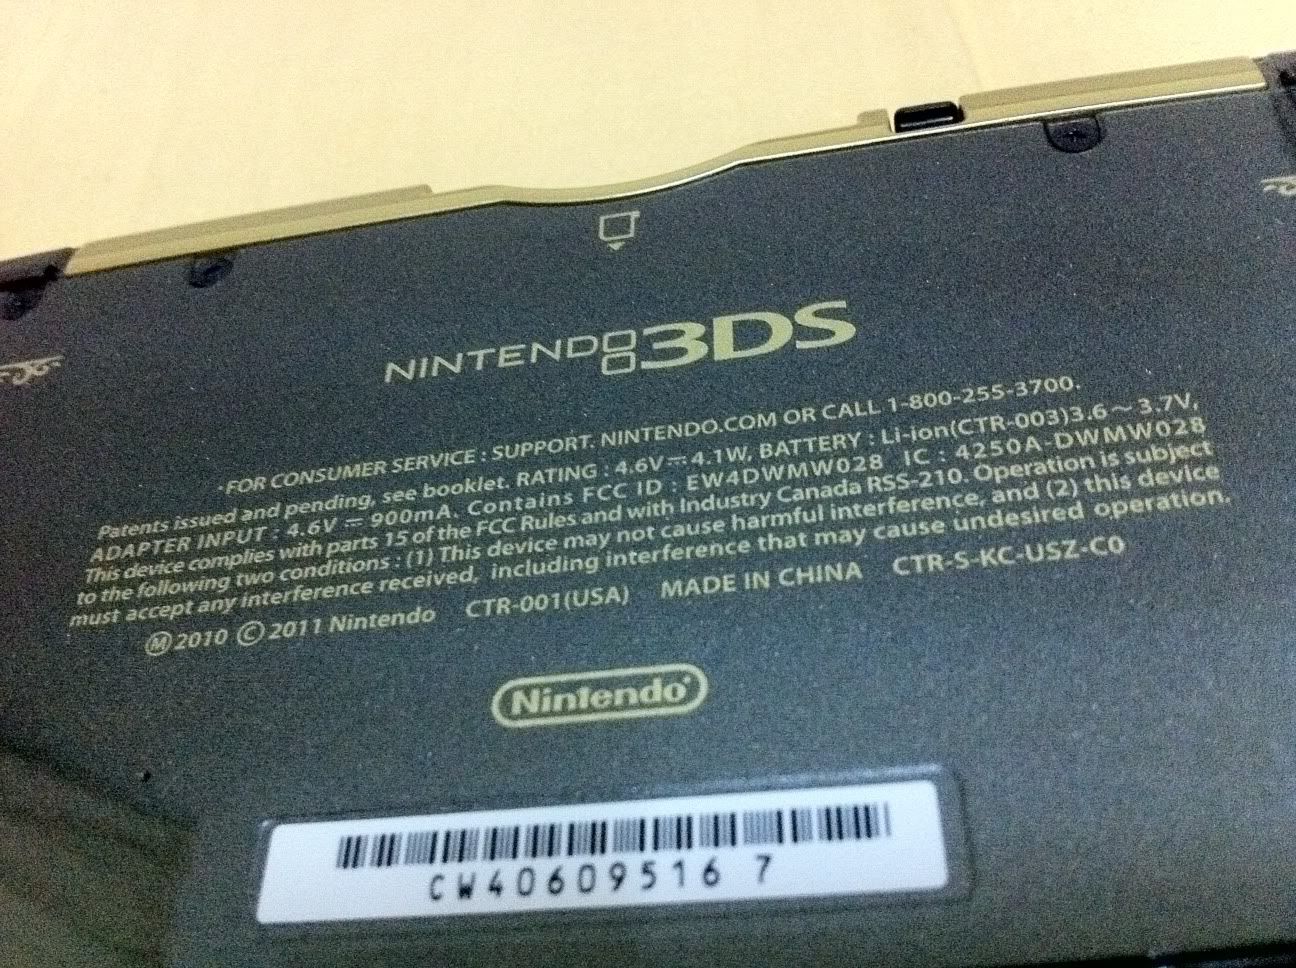 NINTENDO 3DS
·FOR CONSUMER SERVICE : SUPPORT. NINTENDO.COM OR CALL 1-800-255-3700.
Patents issued and pending, see booklet. RATING : 4.6V⎓4.1W, BATTERY : Li-ion(CTR-003)3.6～3.7V,
ADAPTER INPUT : 4.6V ⎓ 900mA. Contains FCC ID : EW4DWMW028 IC : 4250A-DWMW028
This device complies with parts 15 of the FCC Rules and with Industry Canada RSS-210. Operation is subject
to the following two conditions : (1) This device may not cause harmful interference, and (2) this device
must accept any interference received, including interference that may cause undesired operation.
Ⓜ2010 ©2011 Nintendo CTR-001(USA) MADE IN CHINA CTR-S-KC-USZ-C0
Nintendo®
CW40609516 7